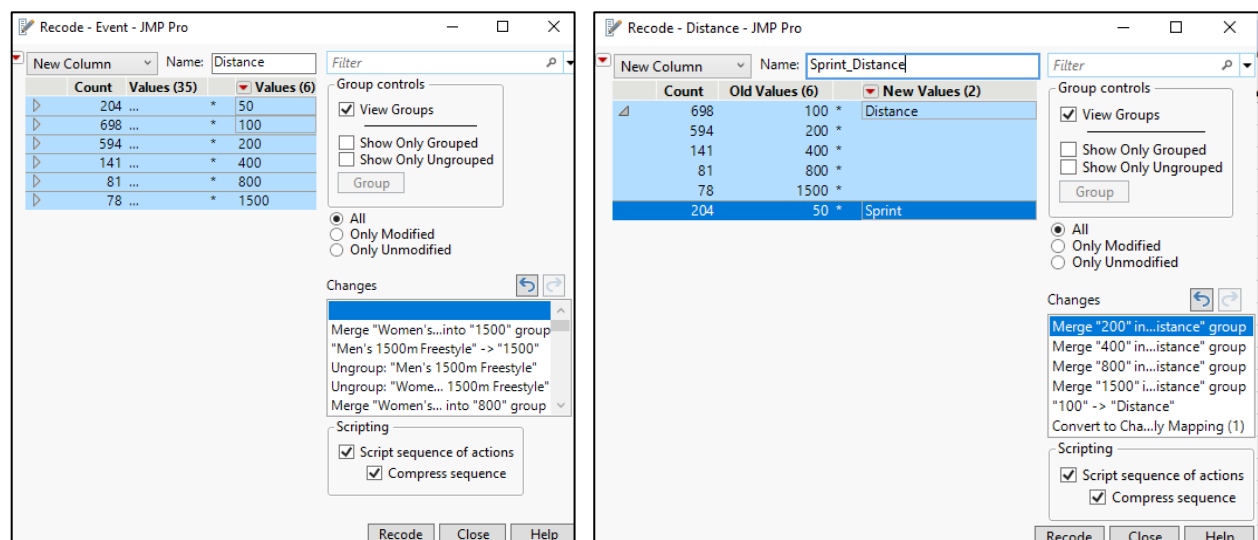 Recode - Event - JMP Pro
New Column Name: Distance
Filter
Count Values (35) Values (6)
204 ... * 50
698 ... * 100
594 ... * 200
141 ... * 400
81 ... * 800
78 ... * 1500
Group controls
View Groups
Show Only Grouped
Show Only Ungrouped
Group
All
Only Modified
Only Unmodified
Changes
Merge "Women's...into "1500" group
"Men's 1500m Freestyle" -> "1500"
Ungroup: "Men's 1500m Freestyle"
Ungroup: "Wome... 1500m Freestyle"
Merge "Women's... into "800" group
Scripting
Script sequence of actions
Compress sequence
Recode Close Help
Recode - Distance - JMP Pro
New Column Name: Sprint_Distance
Filter
Count Old Values (6) New Values (2)
698 100 * Distance
594 200 *
141 400 *
81 800 *
78 1500 *
204 50 * Sprint
Group controls
View Groups
Show Only Grouped
Show Only Ungrouped
Group
All
Only Modified
Only Unmodified
Changes
Merge "200" in...istance" group
Merge "400" in...istance" group
Merge "800" in...istance" group
Merge "1500" i...istance" group
"100" -> "Distance"
Convert to Cha...ly Mapping (1)
Scripting
Script sequence of actions
Compress sequence
Recode Close Help